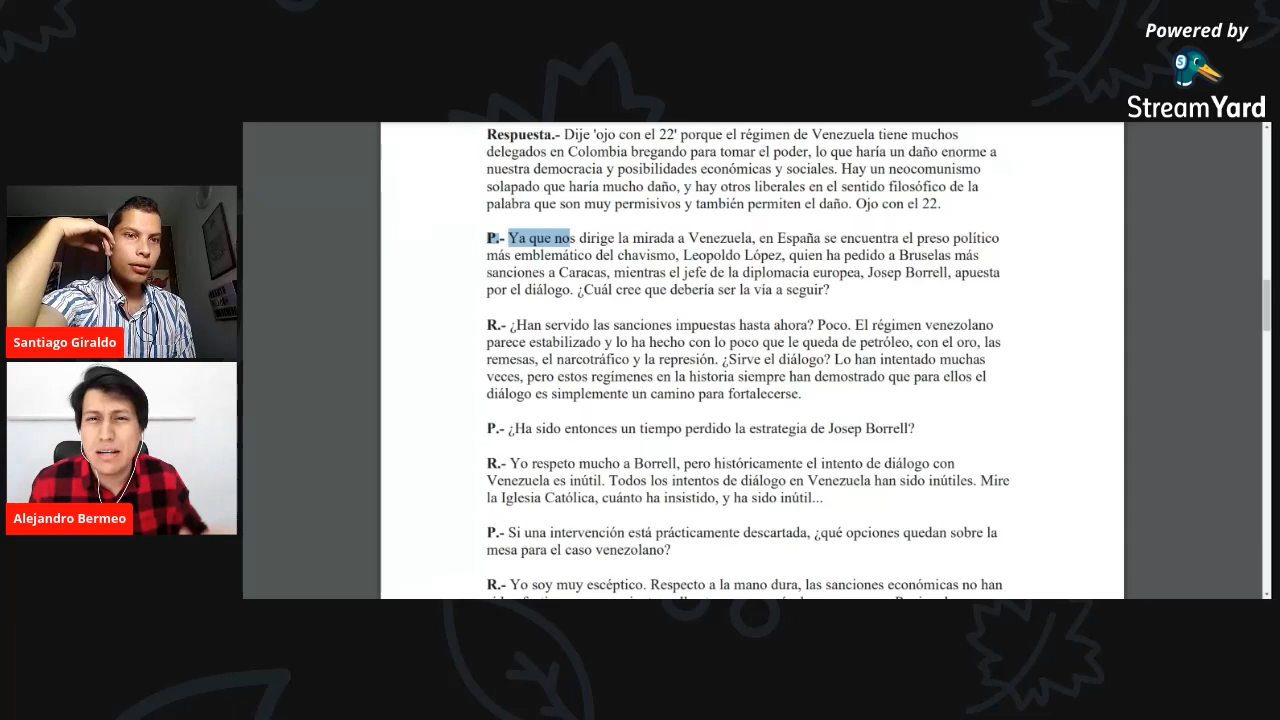 Powered by
StreamYard
Respuesta.- Dije 'ojo con el 22' porque el régimen de Venezuela tiene muchos
delegados en Colombia bregando para tomar el poder, lo que haría un daño enorme a
nuestra democracia y posibilidades económicas y sociales. Hay un neocomunismo
solapado que haría mucho daño, y hay otros liberales en el sentido filosófico de la
palabra que son muy permisivos y también permiten el daño. Ojo con el 22.
P.- Ya que nos dirige la mirada a Venezuela, en España se encuentra el preso político
más emblemático del chavismo, Leopoldo López, quien ha pedido a Bruselas más
sanciones a Caracas, mientras el jefe de la diplomacia europea, Josep Borrell, apuesta
por el diálogo. ¿Cuál cree que debería ser la vía a seguir?
R.- ¿Han servido las sanciones impuestas hasta ahora? Poco. El régimen venezolano
parece estabilizado y lo ha hecho con lo poco que le queda de petróleo, con el oro, las
remesas, el narcotráfico y la represión. ¿Sirve el diálogo? Lo han intentado muchas
veces, pero estos regímenes en la historia siempre han demostrado que para ellos el
diálogo es simplemente un camino para fortalecerse.
P.- ¿Ha sido entonces un tiempo perdido la estrategia de Josep Borrell?
R.- Yo respeto mucho a Borrell, pero históricamente el intento de diálogo con
Venezuela es inútil. Todos los intentos de diálogo en Venezuela han sido inútiles. Mire
la Iglesia Católica, cuánto ha insistido, y ha sido inútil...
P.- Si una intervención está prácticamente descartada, ¿qué opciones quedan sobre la
mesa para el caso venezolano?
R.- Yo soy muy escéptico. Respecto a la mano dura, las sanciones económicas no han
Santiago Giraldo
Alejandro Bermeo